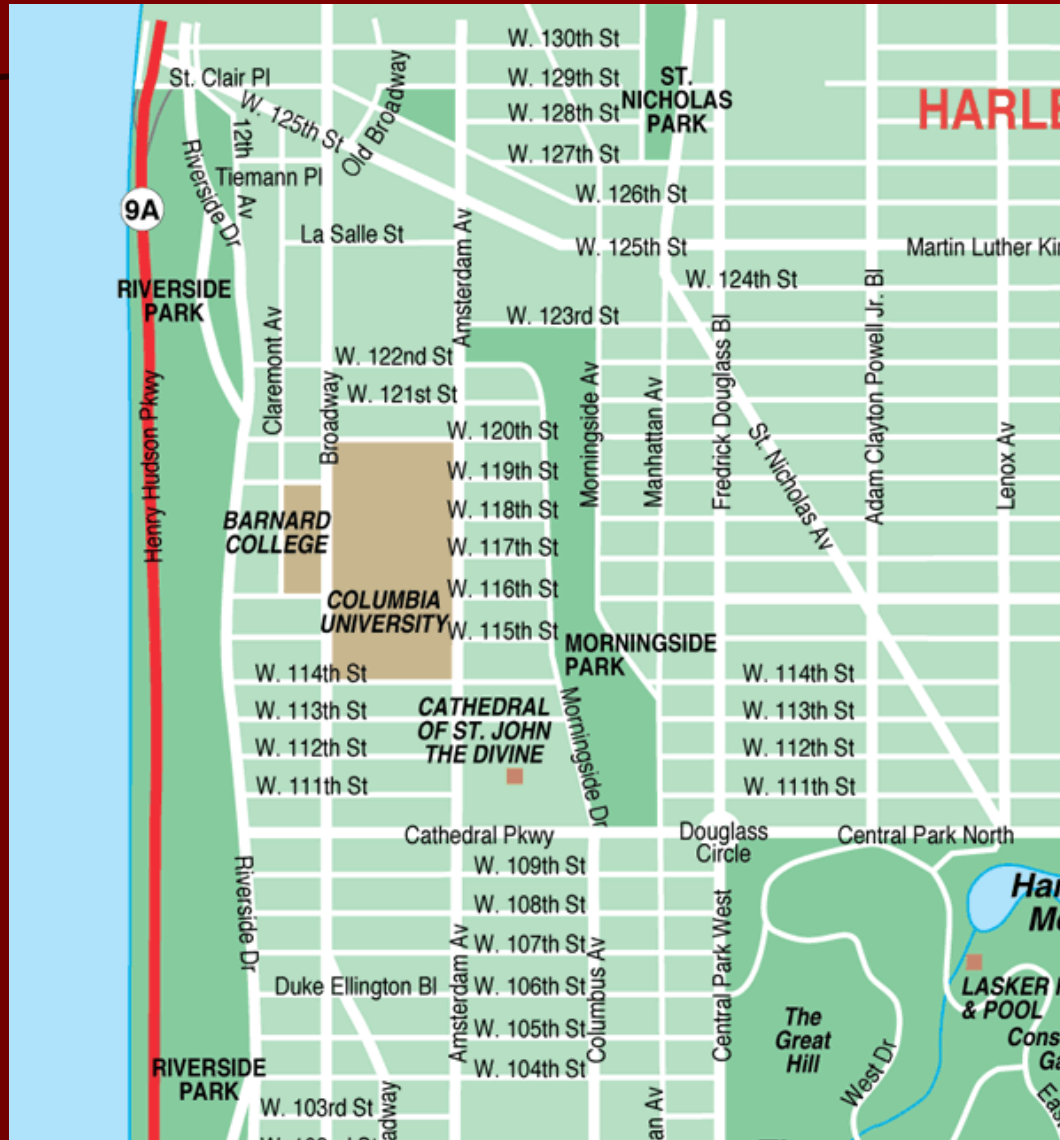 W. 130th St
St. Clair Pl
W. 129th St
ST.
NICHOLAS
PARK
HARLE
W. 125th St
Old Broadway
W. 128th St
12th Av
Riverside Dr
W. 127th St
Tiemann Pl
W. 126th St
9A
La Salle St
Amsterdam Av
W. 125th St
Martin Luther Kin
RIVERSIDE
PARK
W. 124th St
W. 123rd St
Claremont Av
W. 122nd St
W. 121st St
Henry Hudson Pkwy
Broadway
Morningside Av
Manhattan Av
Fredrick Douglass Bl
St. Nicholas Av
Adam Clayton Powell Jr. Bl
Lenox Av
W. 120th St
W. 119th St
W. 118th St
BARNARD
COLLEGE
W. 117th St
W. 116th St
COLUMBIA
UNIVERSITY
W. 115th St
MORNINGSIDE
PARK
W. 114th St
W. 114th St
W. 113th St
W. 113th St
CATHEDRAL
OF ST. JOHN
THE DIVINE
Morningside Dr
W. 112th St
W. 112th St
W. 111th St
W. 111th St
Cathedral Pkwy
Douglass
Circle
Central Park North
W. 109th St
Riverside Dr
W. 108th St
Har
Me
W. 107th St
Amsterdam Av
Columbus Av
Central Park West
Duke Ellington Bl
W. 106th St
LASKER
& POOL
The
Great
Hill
W. 105th St
Cons
Ga
RIVERSIDE
PARK
W. 104th St
West Dr
East
W. 103rd St
adway
an Av